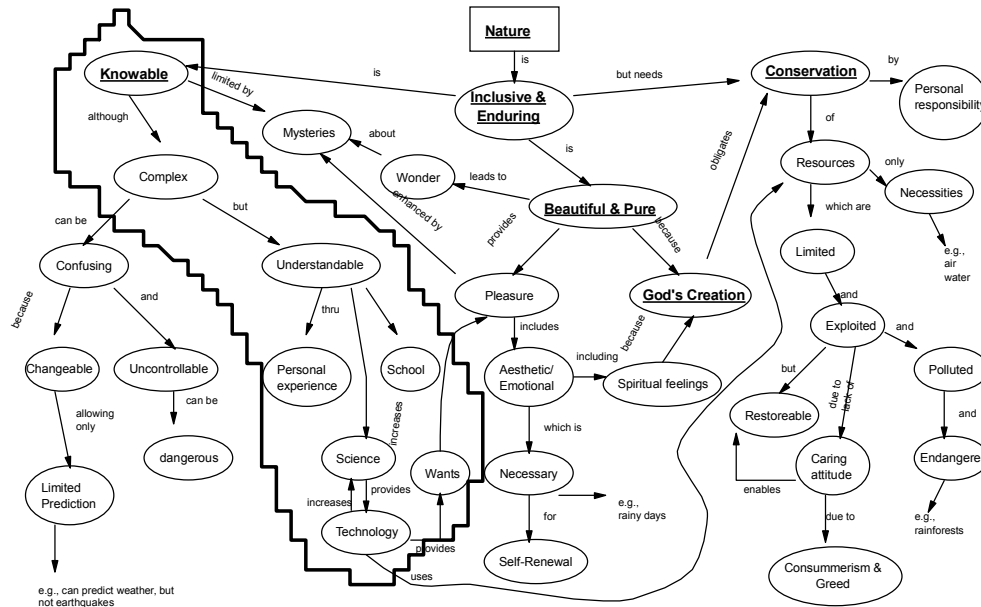 Nature
is
Inclusive &
Enduring
is
Knowable
limited by
but needs
Conservation
by
Personal
responsibility
although
Mysteries
about
Wonder
leads to
is
obligates
of
Resources
only
Necessities
Complex
enhanced by
Beautiful & Pure
provides
because
which are
e.g.,
air
water
can be
but
Confusing
Understandable
Pleasure
God's Creation
Limited
and
because
and
thru
includes
because
Exploited
and
Changeable
Uncontrollable
Personal
experience
School
Aesthetic/
Emotional
including
Spiritual feelings
but
due to
lack of
Polluted
allowing
only
can be
increases
which is
Restoreable
and
dangerous
Science
Wants
Necessary
Caring
attitude
Endangere
Limited
Prediction
increases
provides
e.g.,
rainy days
enables
Technology
provides
for
due to
e.g.,
rainforests
uses
Self-Renewal
Consummerism &
Greed
e.g., can predict weather, but
not earthquakes